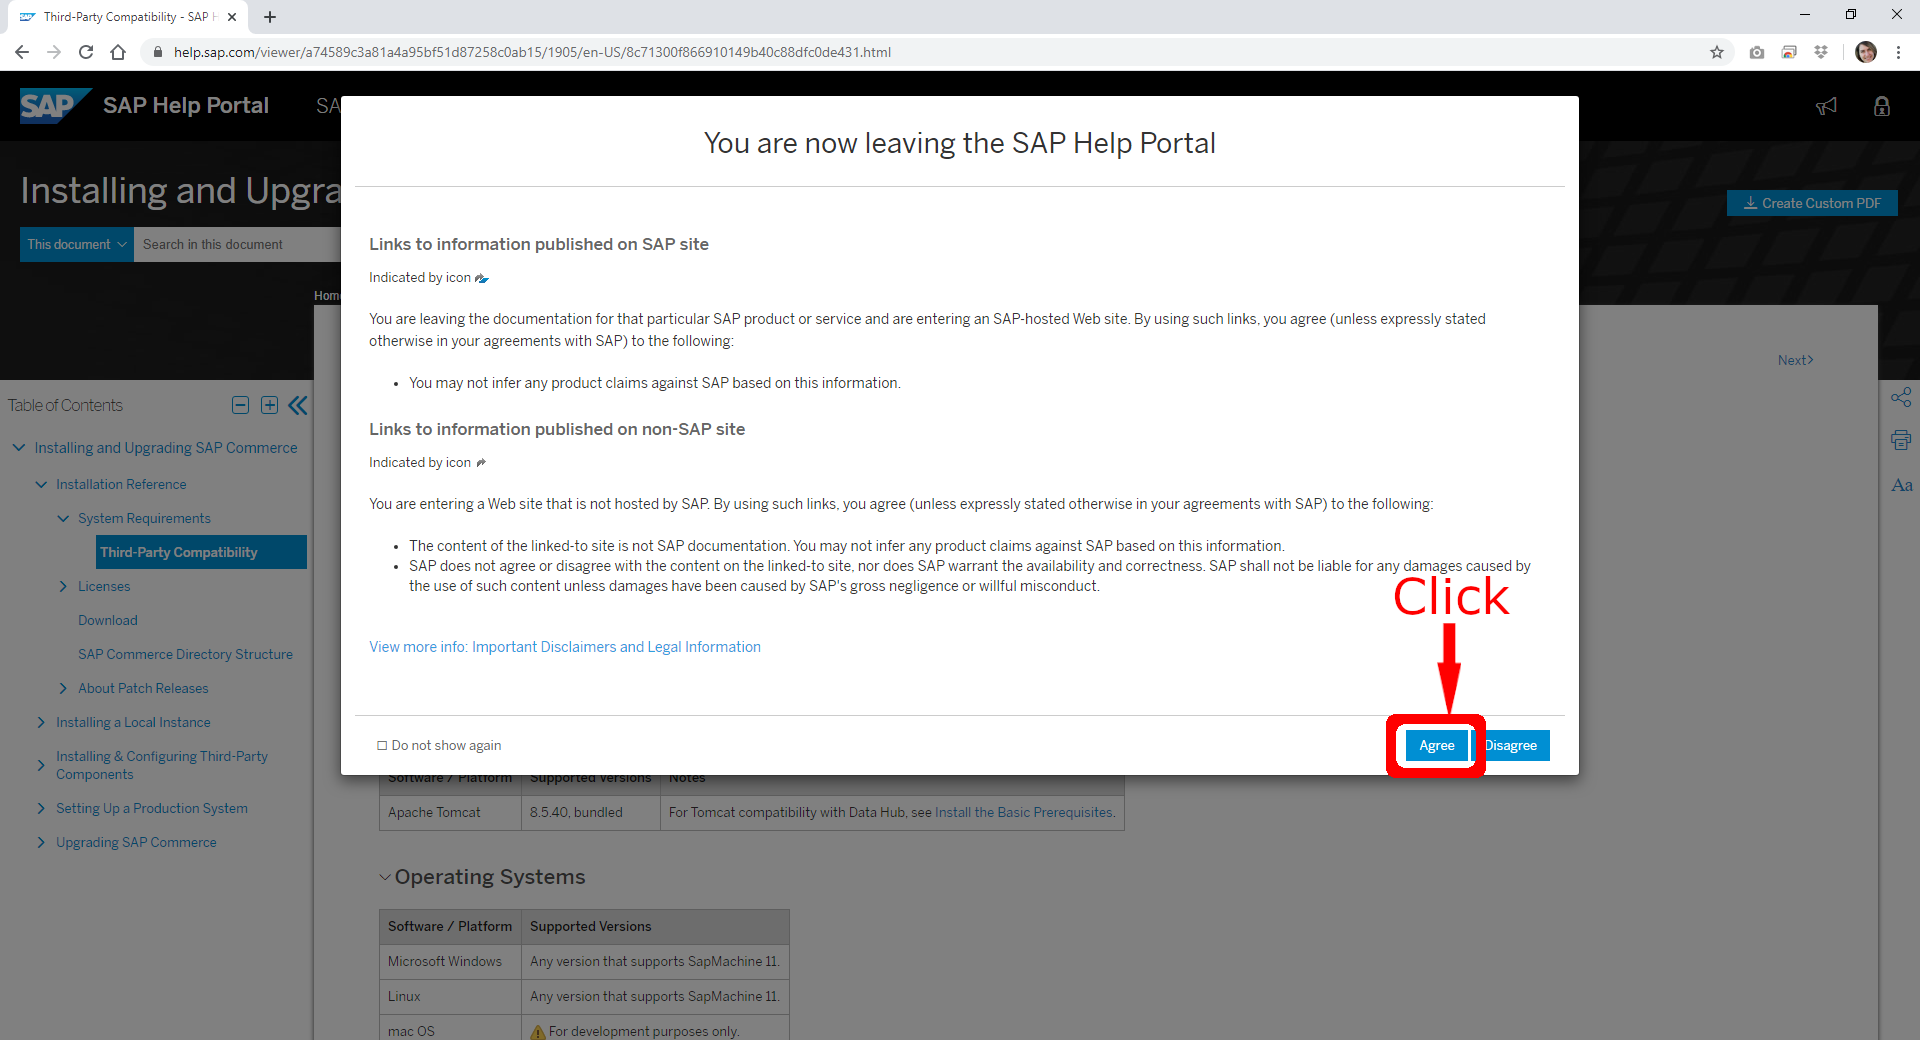 Third-Party Compatibility - SAP H
help.sap.com/viewer/a74589c3a81a4a95bf51d87258c0ab15/1905/en-US/8c71300f866910149b40c88dfc0de431.html
SAP SAP Help Portal SA
You are now leaving the SAP Help Portal
Installing and Upgra
Create Custom PDF
This document Search in this document
Links to information published on SAP site
Indicated by icon
Home
You are leaving the documentation for that particular SAP product or service and are entering an SAP-hosted Web site. By using such links, you agree (unless expressly stated
otherwise in your agreements with SAP) to the following:
Next
• You may not infer any product claims against SAP based on this information.
Links to information published on non-SAP site
Indicated by icon
You are entering a Web site that is not hosted by SAP. By using such links, you agree (unless expressly stated otherwise in your agreements with SAP) to the following:
• The content of the linked-to site is not SAP documentation. You may not infer any product claims against SAP based on this information.
• SAP does not agree or disagree with the content on the linked-to site, nor does SAP warrant the availability and correctness. SAP shall not be liable for any damages caused by
the use of such content unless damages have been caused by SAP's gross negligence or willful misconduct.
Click
View more info: Important Disclaimers and Legal Information
Do not show again
Agree
Disagree
Table of Contents
Installing and Upgrading SAP Commerce
Installation Reference
System Requirements
Third-Party Compatibility
Licenses
Download
SAP Commerce Directory Structure
About Patch Releases
Installing a Local Instance
Installing & Configuring Third-Party
Components
Setting Up a Production System
Upgrading SAP Commerce
Aa
Software / Platform Supported Versions Notes
Apache Tomcat 8.5.40, bundled For Tomcat compatibility with Data Hub, see Install the Basic Prerequisites.
Operating Systems
Software / Platform Supported Versions
Microsoft Windows Any version that supports SapMachine 11.
Linux Any version that supports SapMachine 11.
mac OS For development purposes only.